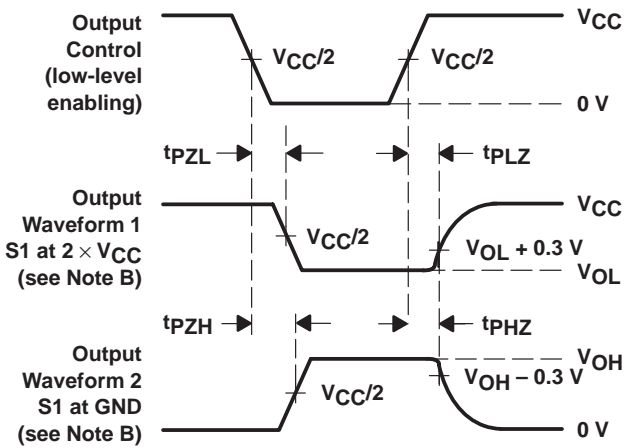 Output
Control
(low-level
enabling)
VCC/2
VCC/2
VCC
0 V
tPZL
tPLZ
Output
Waveform 1
S1 at 2 × VCC
(see Note B)
VCC/2
VCC
VOL + 0.3 V
VOL
tPZH
tPHZ
Output
Waveform 2
S1 at GND
(see Note B)
VCC/2
VOH
VOH − 0.3 V
0 V